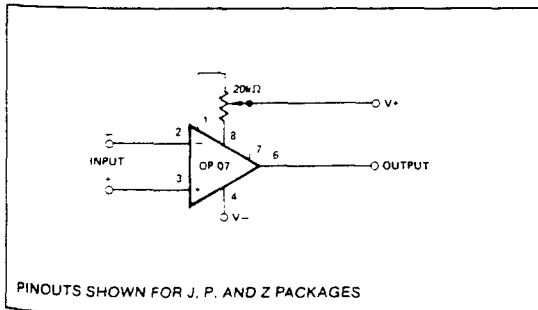 20kΩ
V+
1
8
7
2
−
6
INPUT
OP 07
OUTPUT
+
3
+
4
V−
PINOUTS SHOWN FOR J, P, AND Z PACKAGES